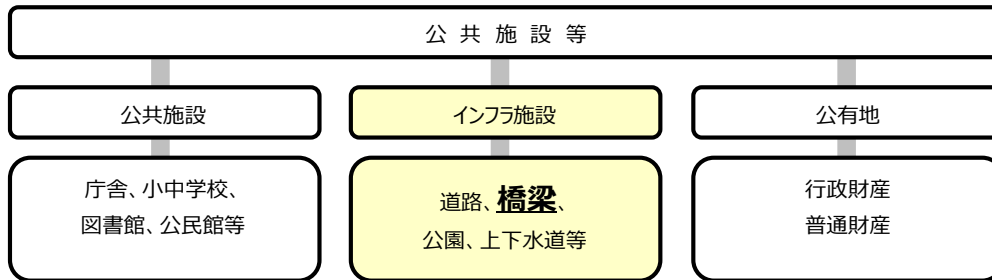 公 共 施 設 等
公共施設
インフラ施設
公有地
庁舎、小中学校、
図書館、公民館等
道路、橋梁、
公園、上下水道等
行政財産
普通財産